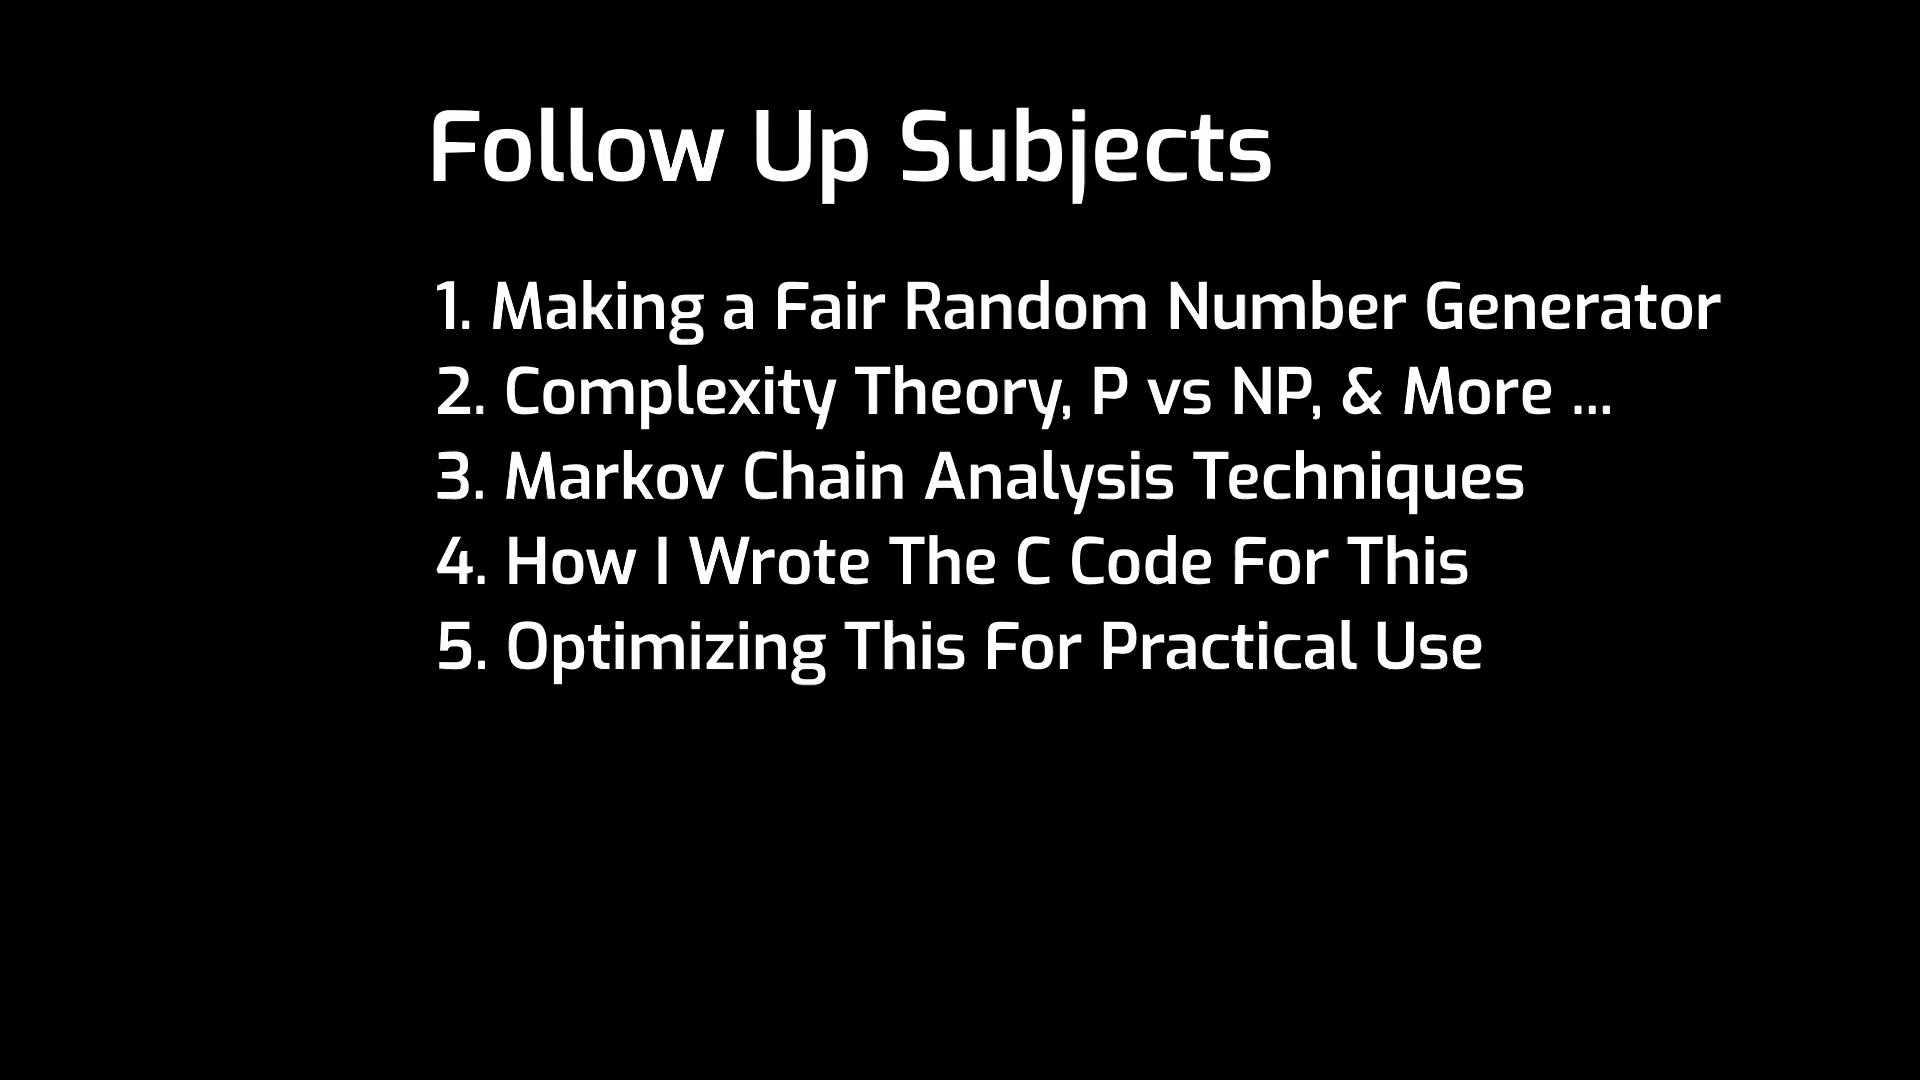 Follow Up Subjects
1. Making a Fair Random Number Generator
2. Complexity Theory, P vs NP, & More ...
3. Markov Chain Analysis Techniques
4. How I Wrote The C Code For This
5. Optimizing This For Practical Use